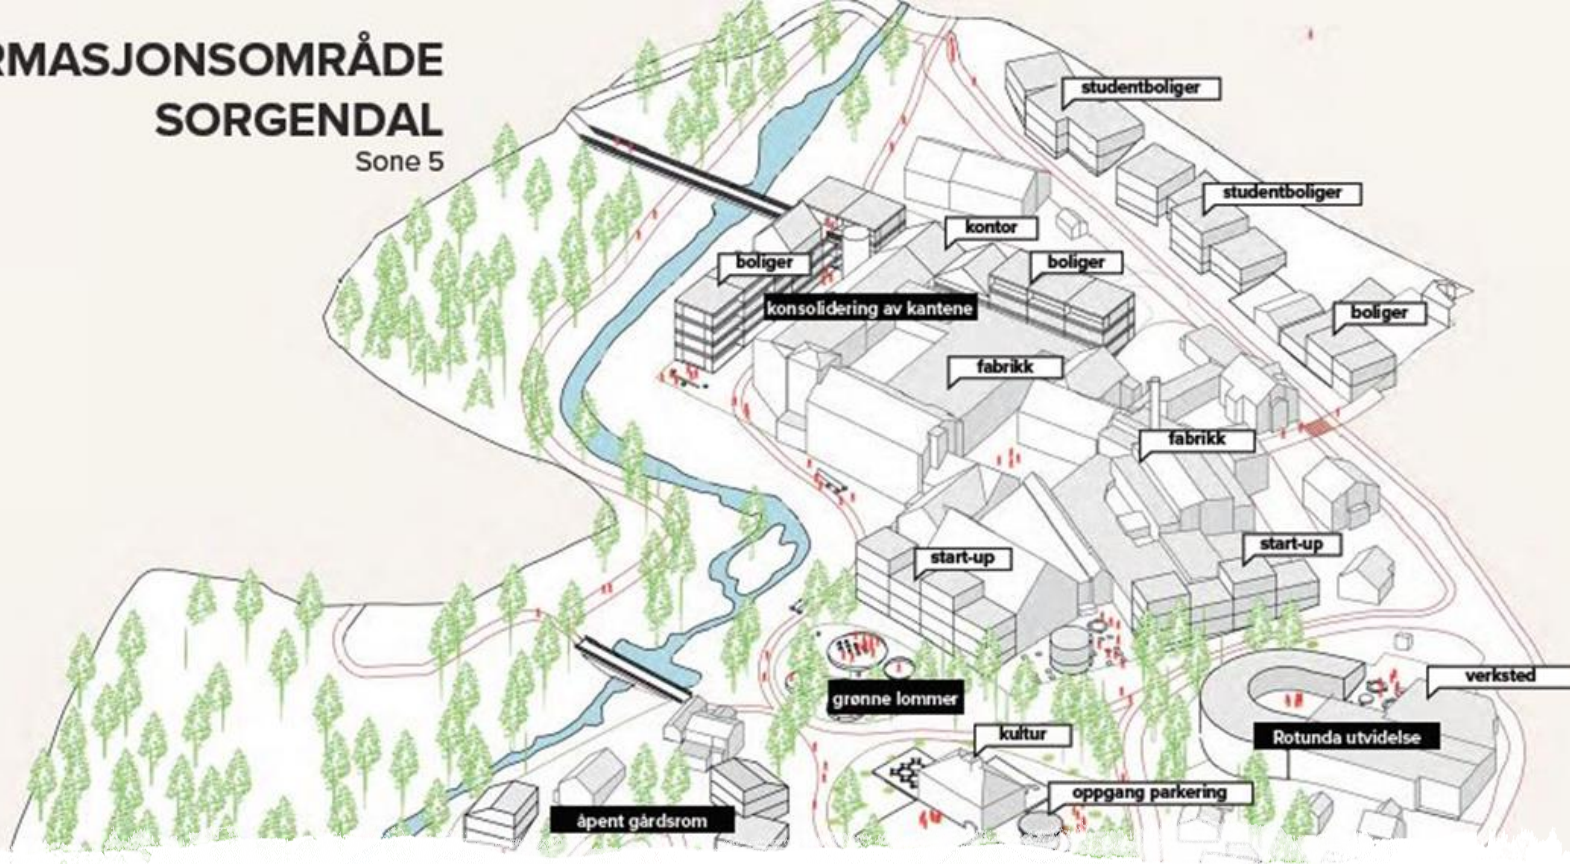 RMASJONSOMRÅDE
SORGENDAL
Sone 5
studentboliger
studentboliger
kontor
boliger
boliger
konsolidering av kantene
boliger
fabrikk
fabrikk
start-up
start-up
verksted
grønne lommer
kultur
Rotunda utvidelse
oppgang parkering
åpent gårdsrom